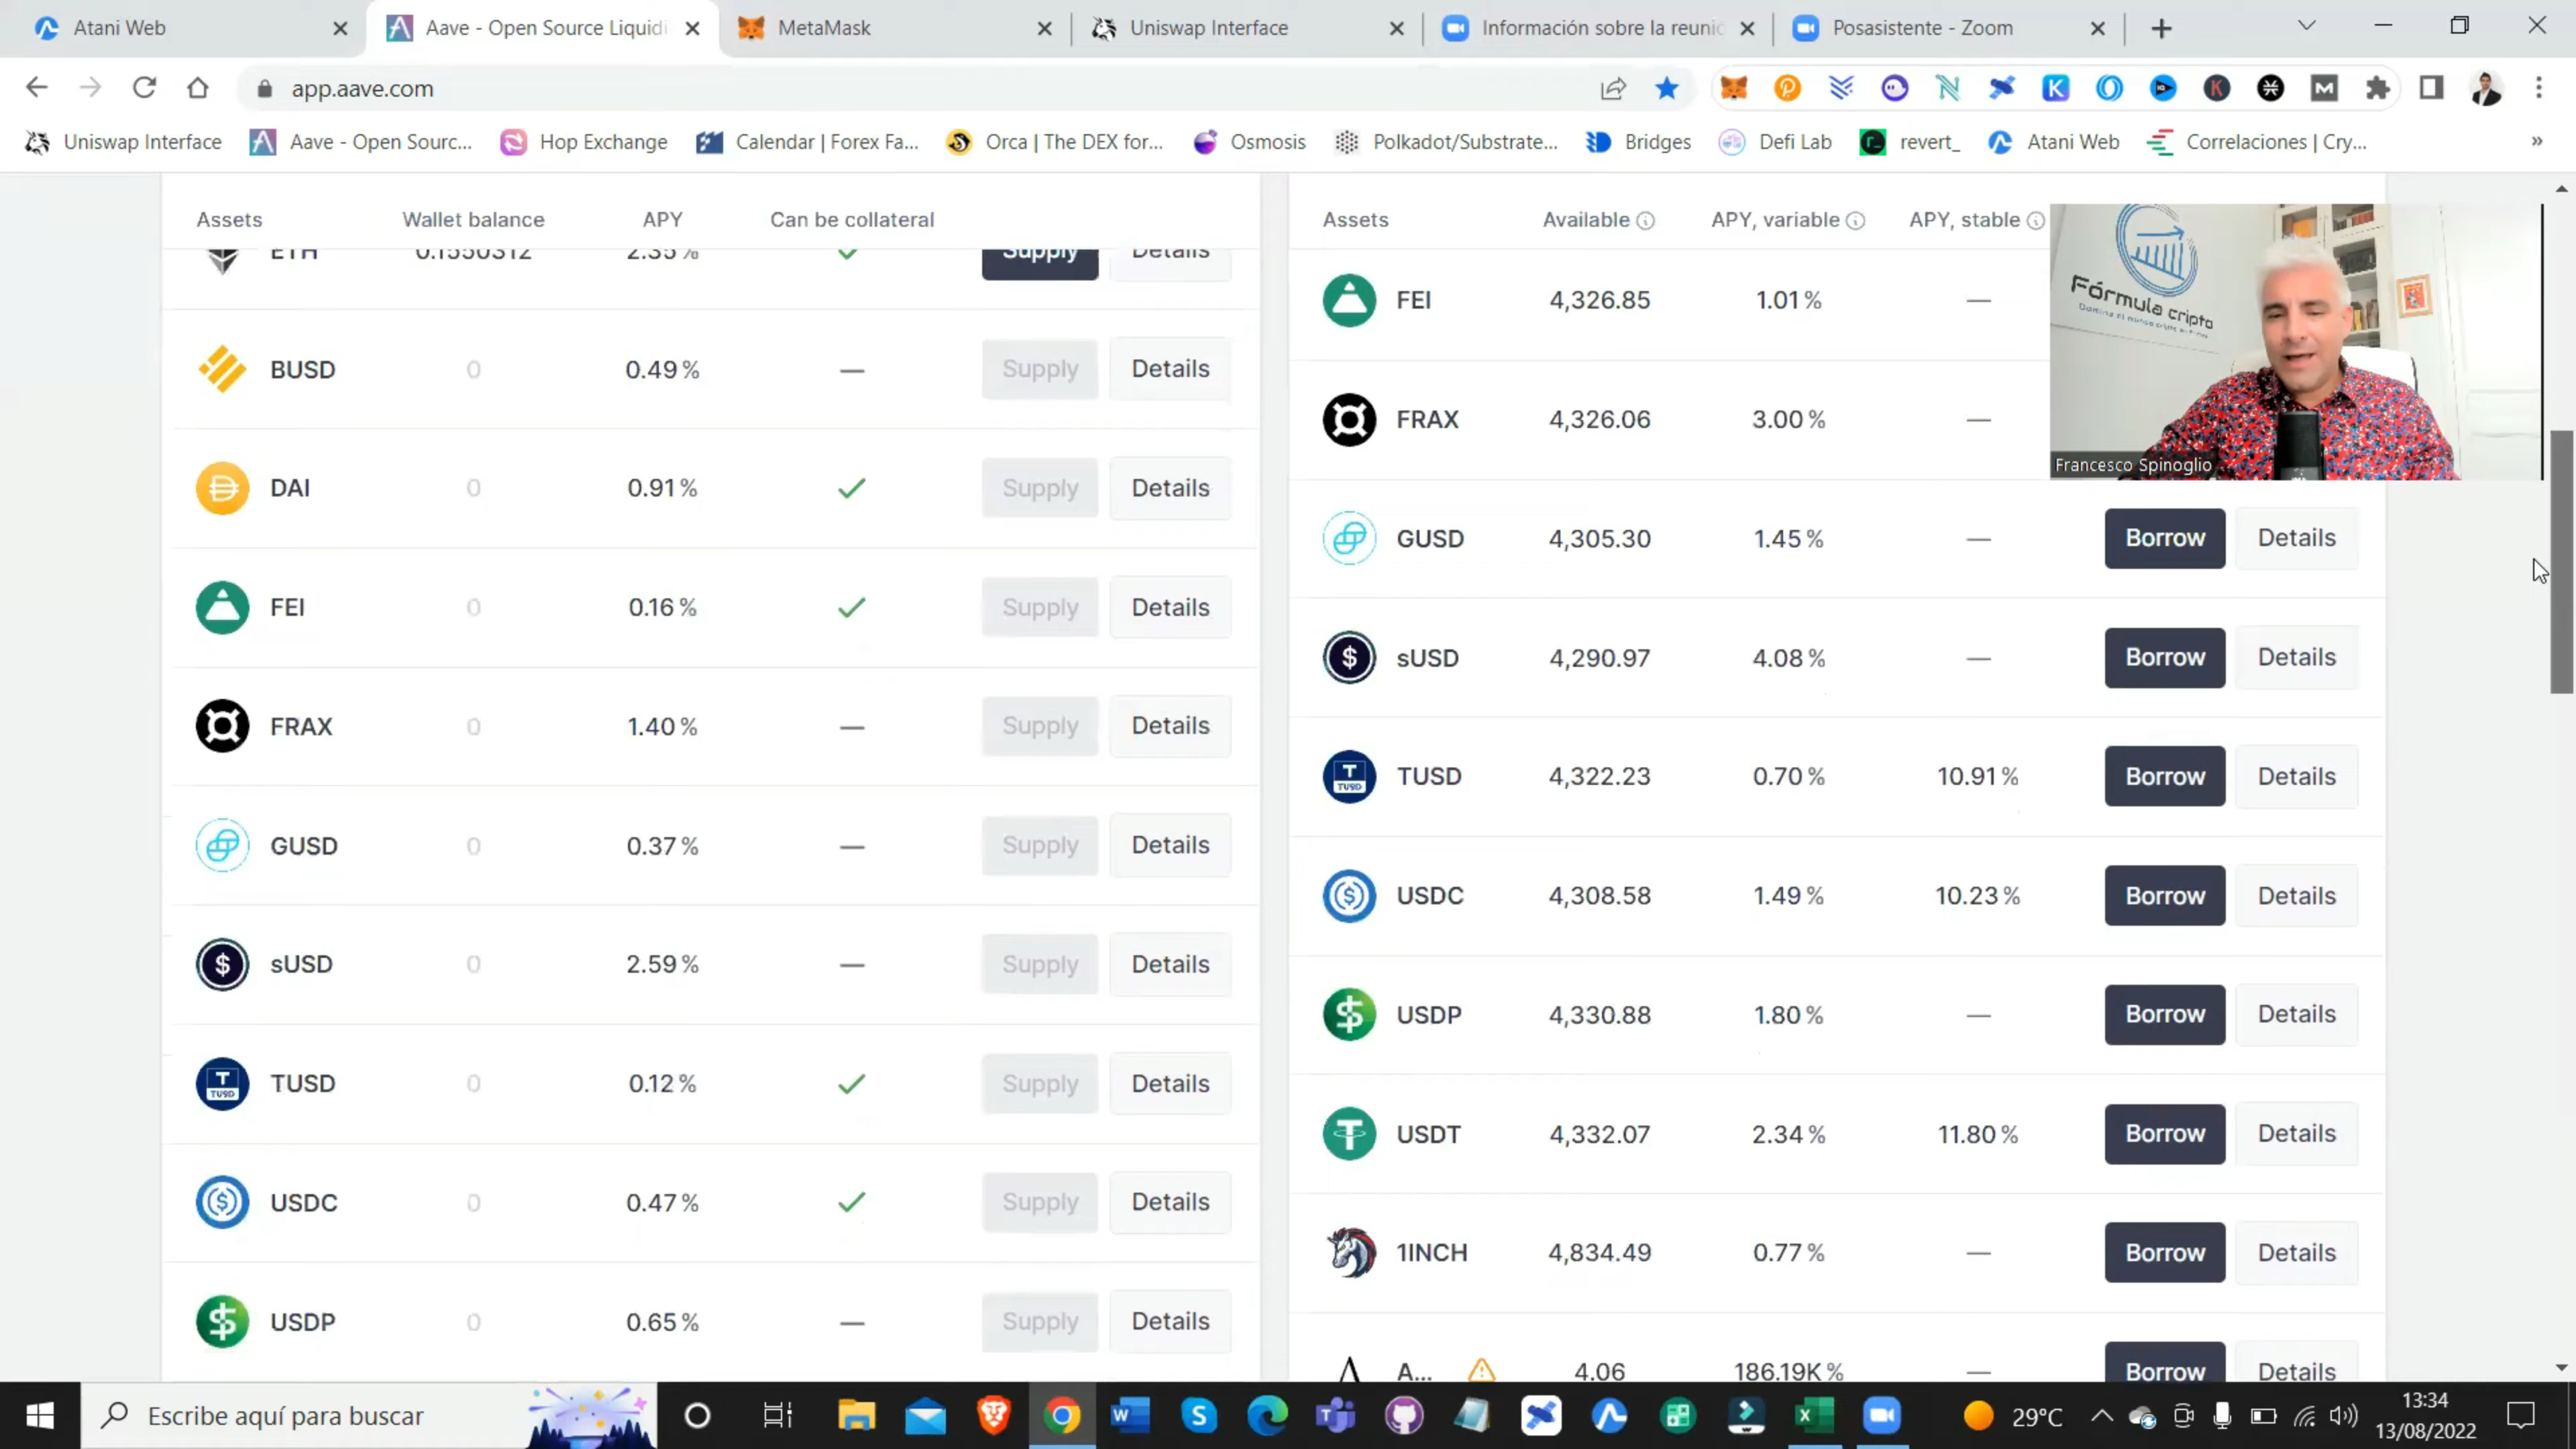 Atani Web
Aave - Open Source Liquidi
MetaMask
Uniswap Interface
Información sobre la reunio
Posasistente - Zoom
app.aave.com
Uniswap Interface
Aave - Open Sourc...
Hop Exchange
Calendar | Forex Fa...
Orca | The DEX for...
Osmosis
Polkadot/Substrate...
Bridges
Defi Lab
revert_
Atani Web
Correlaciones | Cry...
Assets Wallet balance APY Can be collateral
ETH 0.1550312 2.35 % Supply Details
BUSD 0 0.49 % — Supply Details
DAI 0 0.91 % Supply Details
FEI 0 0.16 % Supply Details
FRAX 0 1.40 % — Supply Details
GUSD 0 0.37 % — Supply Details
sUSD 0 2.59 % — Supply Details
TUSD 0 0.12 % Supply Details
USDC 0 0.47 % Supply Details
USDP 0 0.65 % — Supply Details
Assets Available APY, variable APY, stable
FEI 4,326.85 1.01 % —
FRAX 4,326.06 3.00 % —
GUSD 4,305.30 1.45 % — Borrow Details
sUSD 4,290.97 4.08 % — Borrow Details
TUSD 4,322.23 0.70 % 10.91 % Borrow Details
USDC 4,308.58 1.49 % 10.23 % Borrow Details
USDP 4,330.88 1.80 % — Borrow Details
USDT 4,332.07 2.34 % 11.80 % Borrow Details
1INCH 4,834.49 0.77 % — Borrow Details
A... 4.06 186.19K % — Borrow Details
Fórmula cripto
Francesco Spinoglio
Escribe aquí para buscar
29°C
13:34
13/08/2022